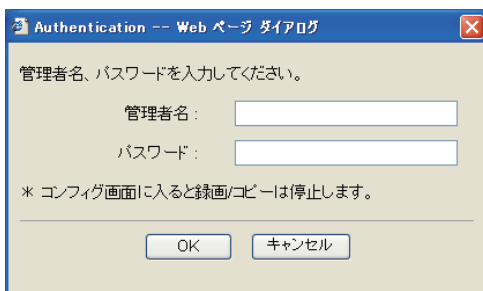 Authentication -- Web ページ ダイアログ
管理者名、パスワードを入力してください。
管理者名 :
パスワード :
* コンフィグ画面に入ると録画/コピーは停止します。
OK キャンセル